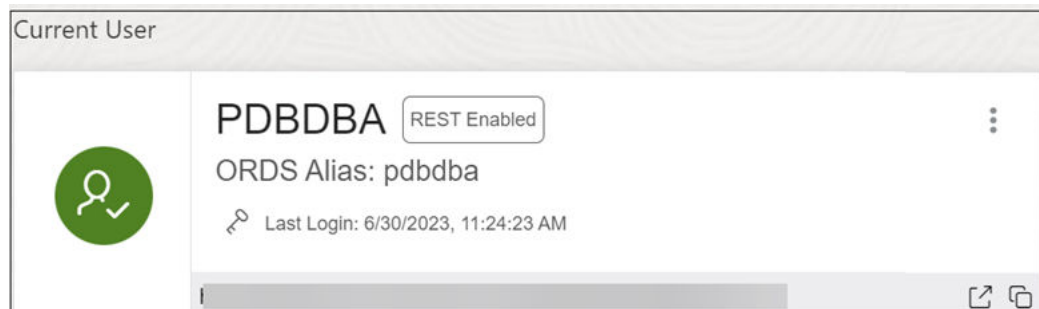 Current User
PDBDBA REST Enabled
ORDS Alias: pdbdba
Last Login: 6/30/2023, 11:24:23 AM